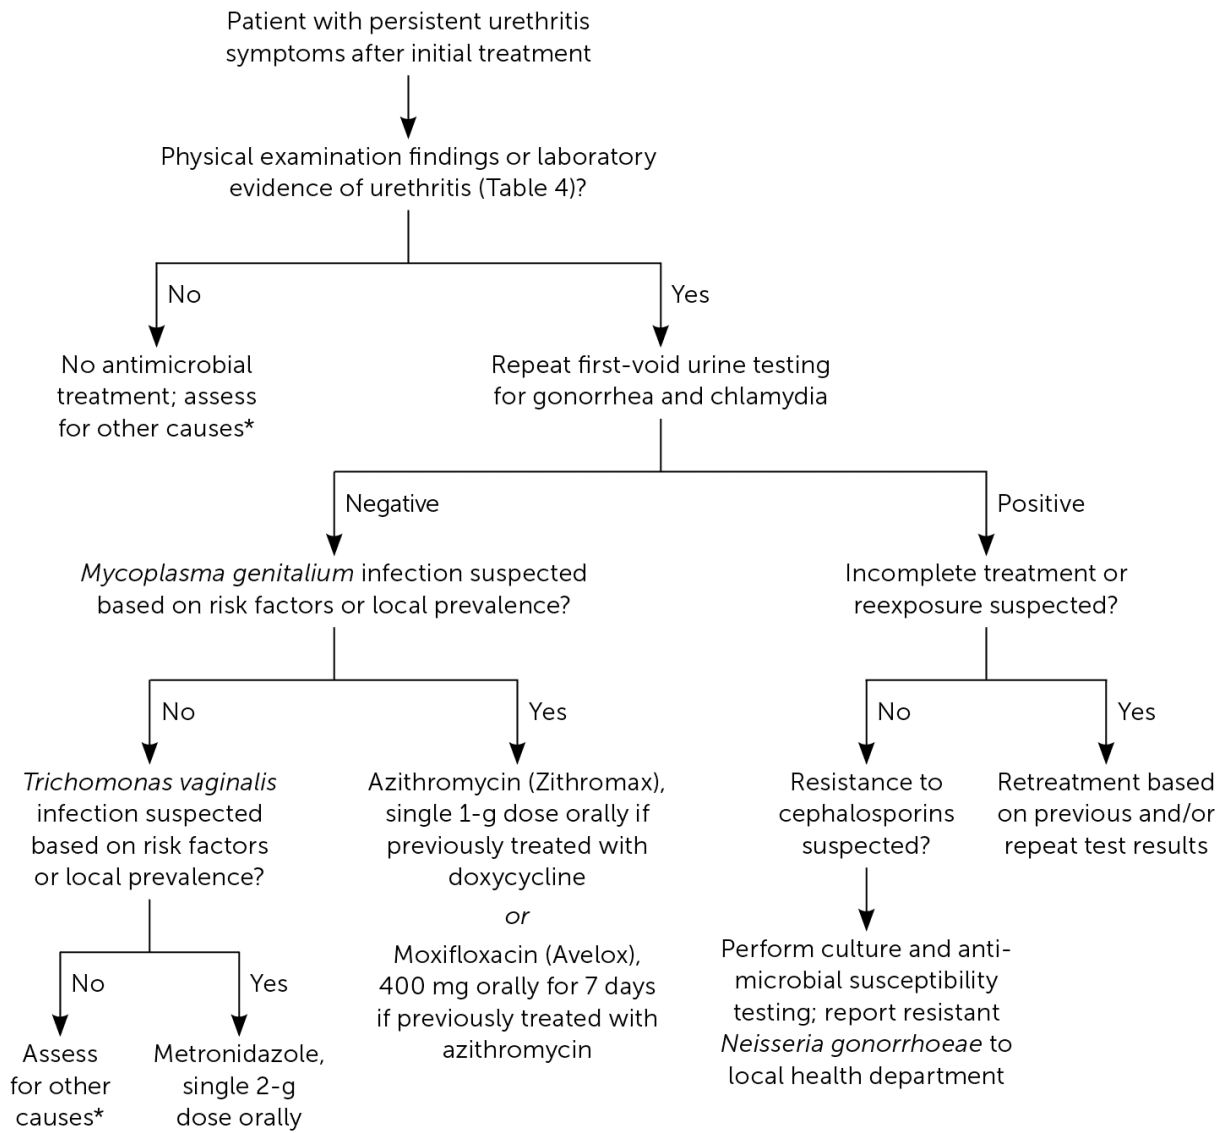 Patient with persistent urethritis
symptoms after initial treatment
Physical examination findings or laboratory
evidence of urethritis (Table 4)?
No
Yes
No antimicrobial
treatment; assess
for other causes*
Repeat first-void urine testing
for gonorrhea and chlamydia
Negative
Positive
Mycoplasma genitalium infection suspected
based on risk factors or local prevalence?
Incomplete treatment or
reexposure suspected?
No
Yes
No
Yes
Trichomonas vaginalis
infection suspected
based on risk factors
or local prevalence?
Azithromycin (Zithromax),
single 1-g dose orally if
previously treated with
doxycycline
or
Moxifloxacin (Avelox),
400 mg orally for 7 days
if previously treated with
azithromycin
Resistance to
cephalosporins
suspected?
Retreatment based
on previous and/or
repeat test results
Perform culture and anti-
microbial susceptibility
testing; report resistant
Neisseria gonorrhoeae to
local health department
No
Yes
Assess
for other
causes*
Metronidazole,
single 2-g
dose orally